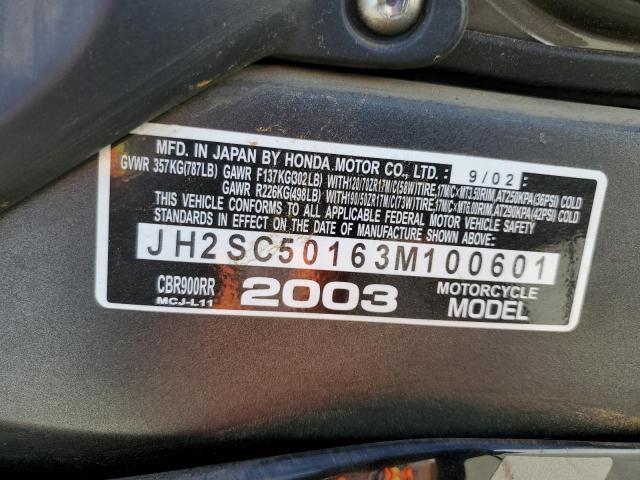 MFD. IN JAPAN BY HONDA MOTOR CO., LTD. : 9/02 :
GVWR 357KG(787LB) GAWR F137KG(302LB) WITH120/70ZR17M/C(58W)TIRE,17M/C×MT3.50RIM, AT250KPA(36PSI) COLD
GAWR R226KG(498LB) WITH190/50ZR17M/C(73W)TIRE,17M/C×MT6.00RIM, AT290KPA(42PSI) COLD
THIS VEHICLE CONFORMS TO ALL APPLICABLE FEDERAL MOTOR VEHICLE SAFETY
STANDARDS IN EFFECT ON THE DATE OF MANUFACTURE SHOWN ABOVE.
JH2SC50163M100601
CBR900RR 2003 MOTORCYCLE
MCJ-L11 MODEL